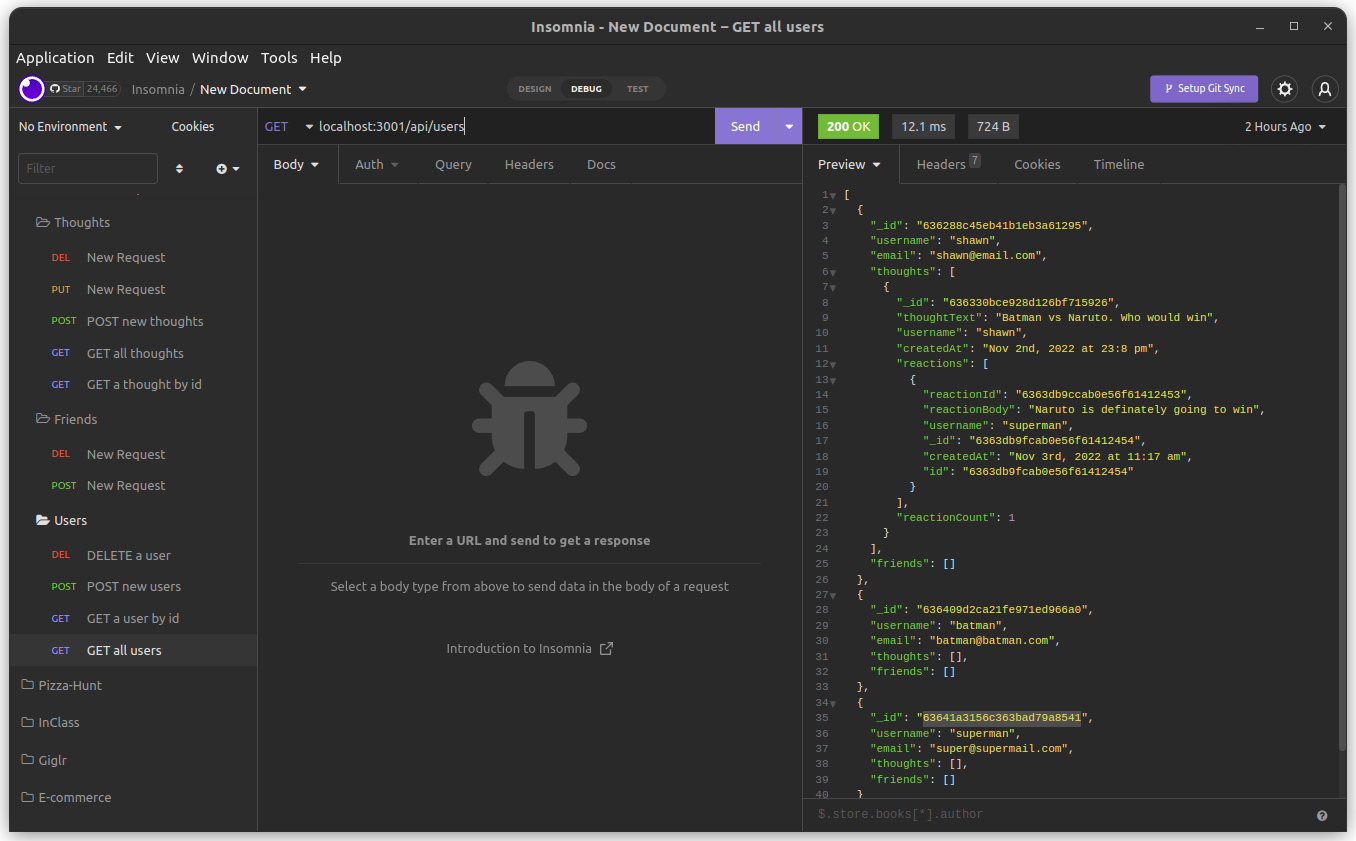 Insomnia - New Document – GET all users
Application Edit View Window Tools Help
Star 24,466 Insomnia / New Document DESIGN DEBUG TEST Setup Git Sync
No Environment Cookies
Filter
Thoughts
DEL New Request
PUT New Request
POST POST new thoughts
GET GET all thoughts
GET GET a thought by id
Friends
DEL New Request
POST New Request
Users
DEL DELETE a user
POST POST new users
GET GET a user by id
GET GET all users
Pizza-Hunt
InClass
Giglr
E-commerce
GET localhost:3001/api/users Send
Body Auth Query Headers Docs
Enter a URL and send to get a response
Select a body type from above to send data in the body of a request
Introduction to Insomnia
200 OK 12.1 ms 724 B 2 Hours Ago
Preview Headers 7 Cookies Timeline
1 [
2 {
3 "_id": "636288c45eb41b1eb3a61295",
4 "username": "shawn",
5 "email": "shawn@email.com",
6 "thoughts": [
7 {
8 "_id": "636330bce928d126bf715926",
9 "thoughtText": "Batman vs Naruto. Who would win",
10 "username": "shawn",
11 "createdAt": "Nov 2nd, 2022 at 23:8 pm",
12 "reactions": [
13 {
14 "reactionId": "6363db9ccab0e56f61412453",
15 "reactionBody": "Naruto is definately going to win",
16 "username": "superman",
17 "_id": "6363db9fcab0e56f61412454",
18 "createdAt": "Nov 3rd, 2022 at 11:17 am",
19 "id": "6363db9fcab0e56f61412454"
20 }
21 ],
22 "reactionCount": 1
23 }
24 ],
25 "friends": []
26 },
27 {
28 "_id": "636409d2ca21fe971ed966a0",
29 "username": "batman",
30 "email": "batman@batman.com",
31 "thoughts": [],
32 "friends": []
33 },
34 {
35 "_id": "63641a3156c363bad79a8541",
36 "username": "superman",
37 "email": "super@supermail.com",
38 "thoughts": [],
39 "friends": []
40 }
$.store.books[*].author